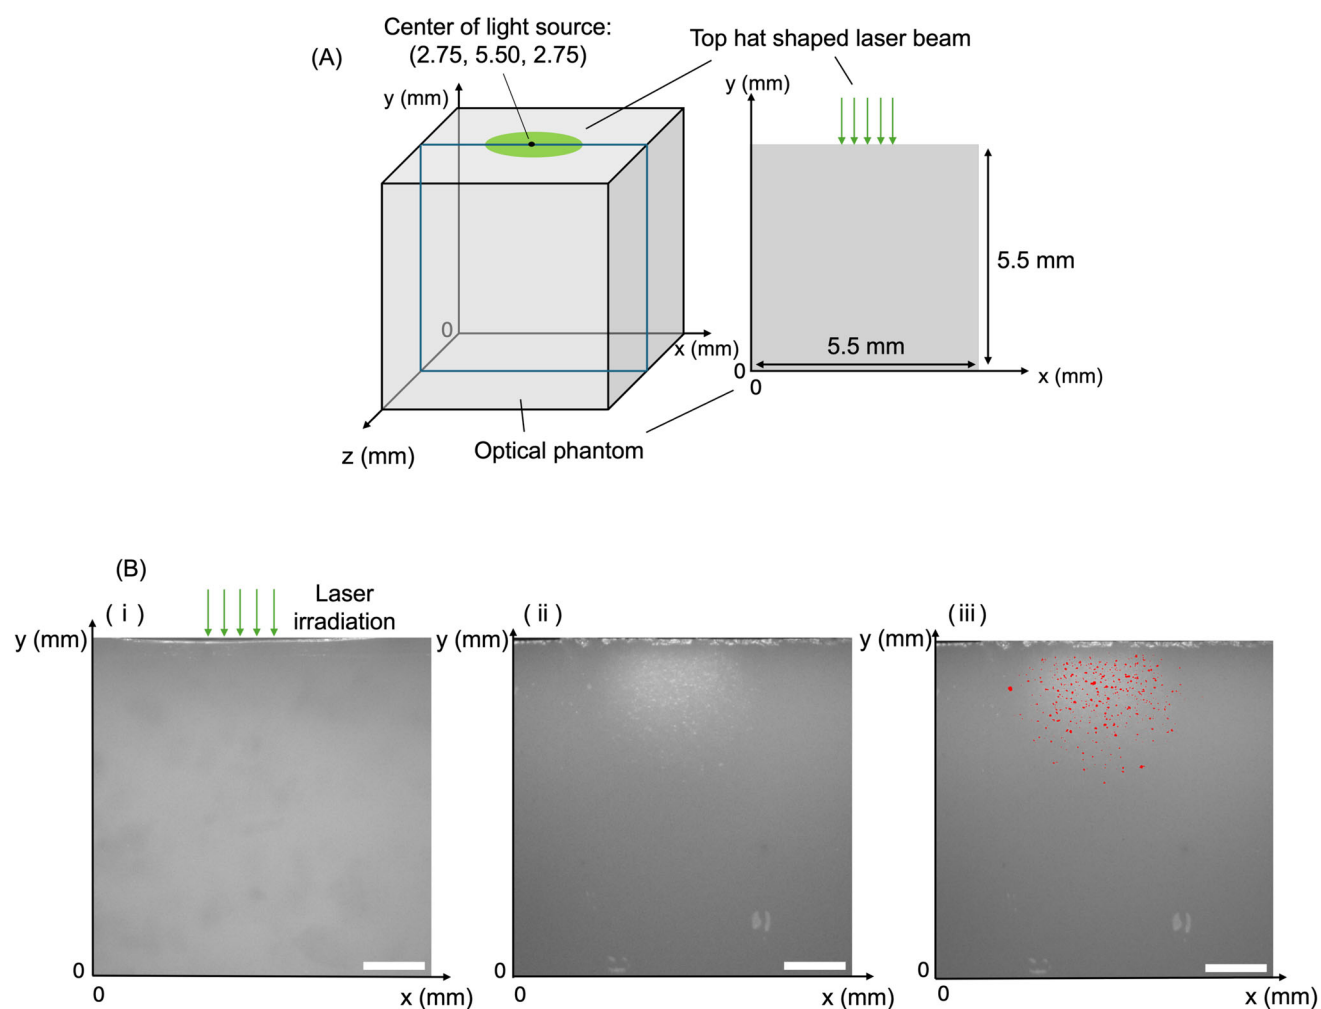 (A)
Center of light source:
(2.75, 5.50, 2.75)
Top hat shaped laser beam
y (mm)
0
x (mm)
z (mm)
Optical phantom
y (mm)
5.5 mm
5.5 mm
0
0
x (mm)
(B)
( i )
Laser
irradiation
y (mm)
0
0
x (mm)
( ii )
y (mm)
0
0
x (mm)
(iii)
y (mm)
0
0
x (mm)